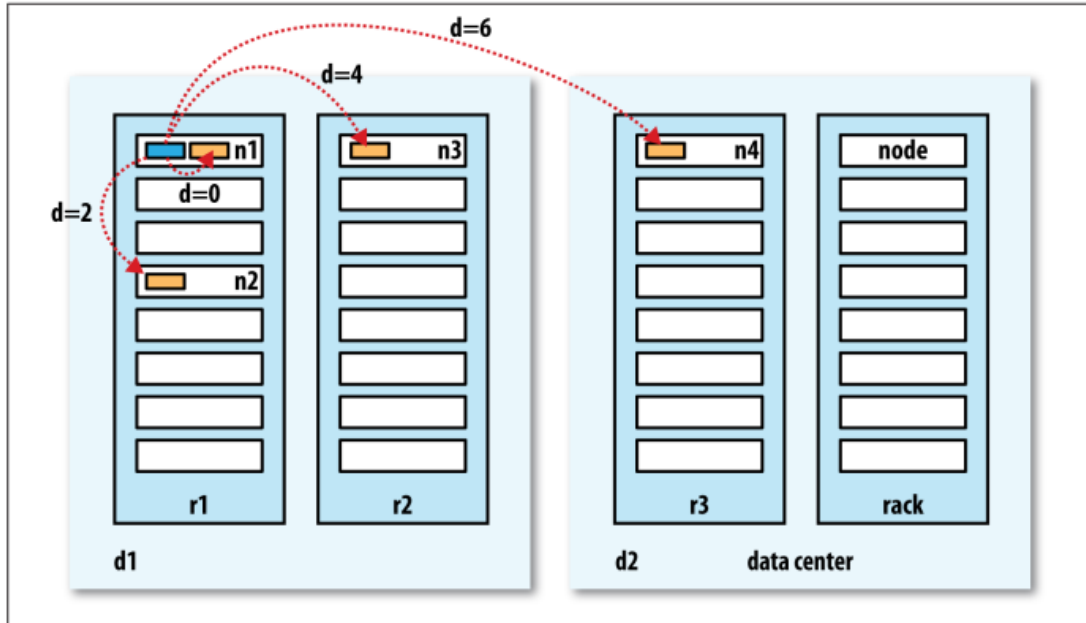 d=6
d=4
n1
n3
n4
node
d=0
d=2
n2
r1
r2
r3
rack
d1
d2
data center